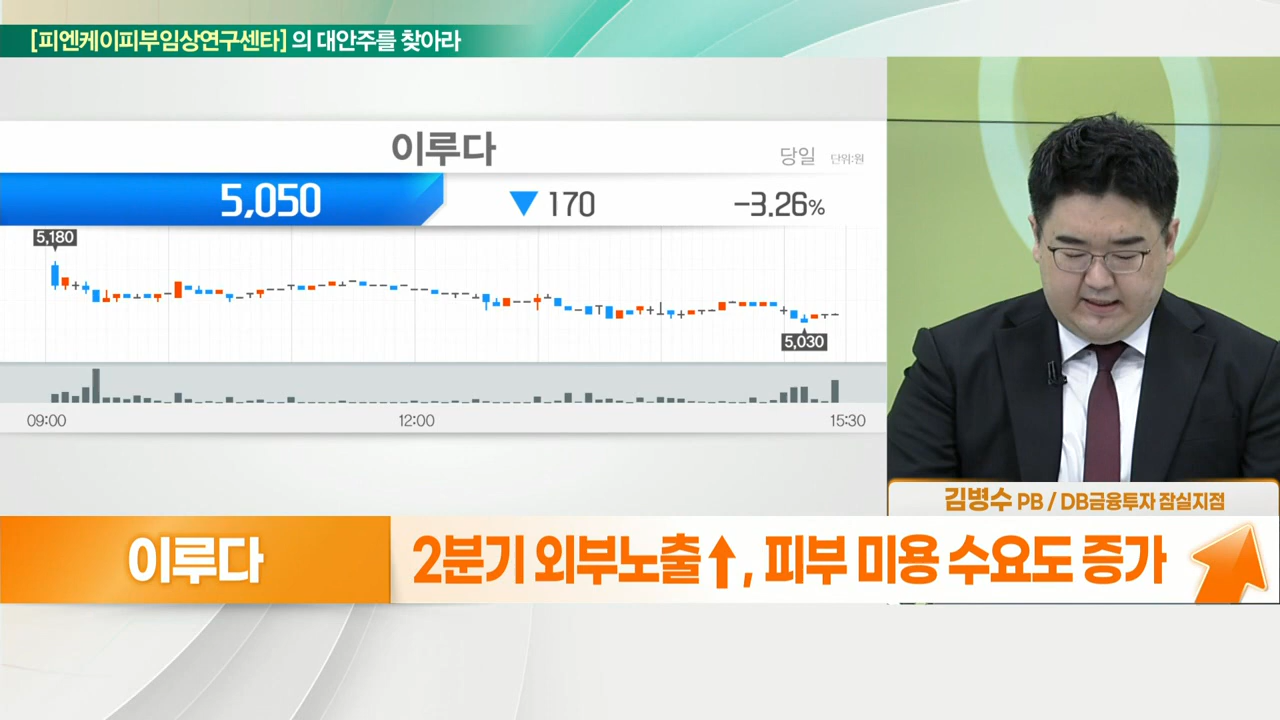 [피엔케이피부임상연구센타] 의 대안주를 찾아라
이루다
당일 단위:원
5,050 ▼ 170 -3.26%
5,180
5,030
09:00 12:00 15:30
김병수 PB / DB금융투자 잠실지점
이루다
2분기 외부노출↑, 피부 미용 수요도 증가